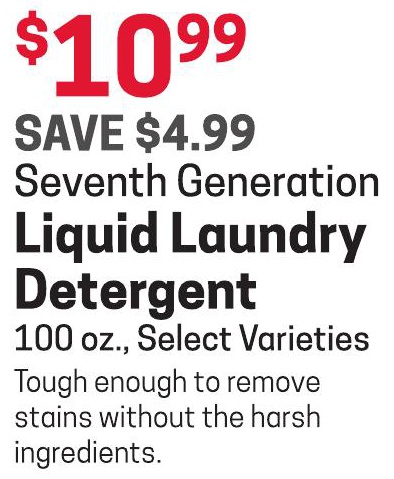 $10.99
SAVE $4.99
Seventh Generation
Liquid Laundry
Detergent
100 oz., Select Varieties
Tough enough to remove
stains without the harsh
ingredients.